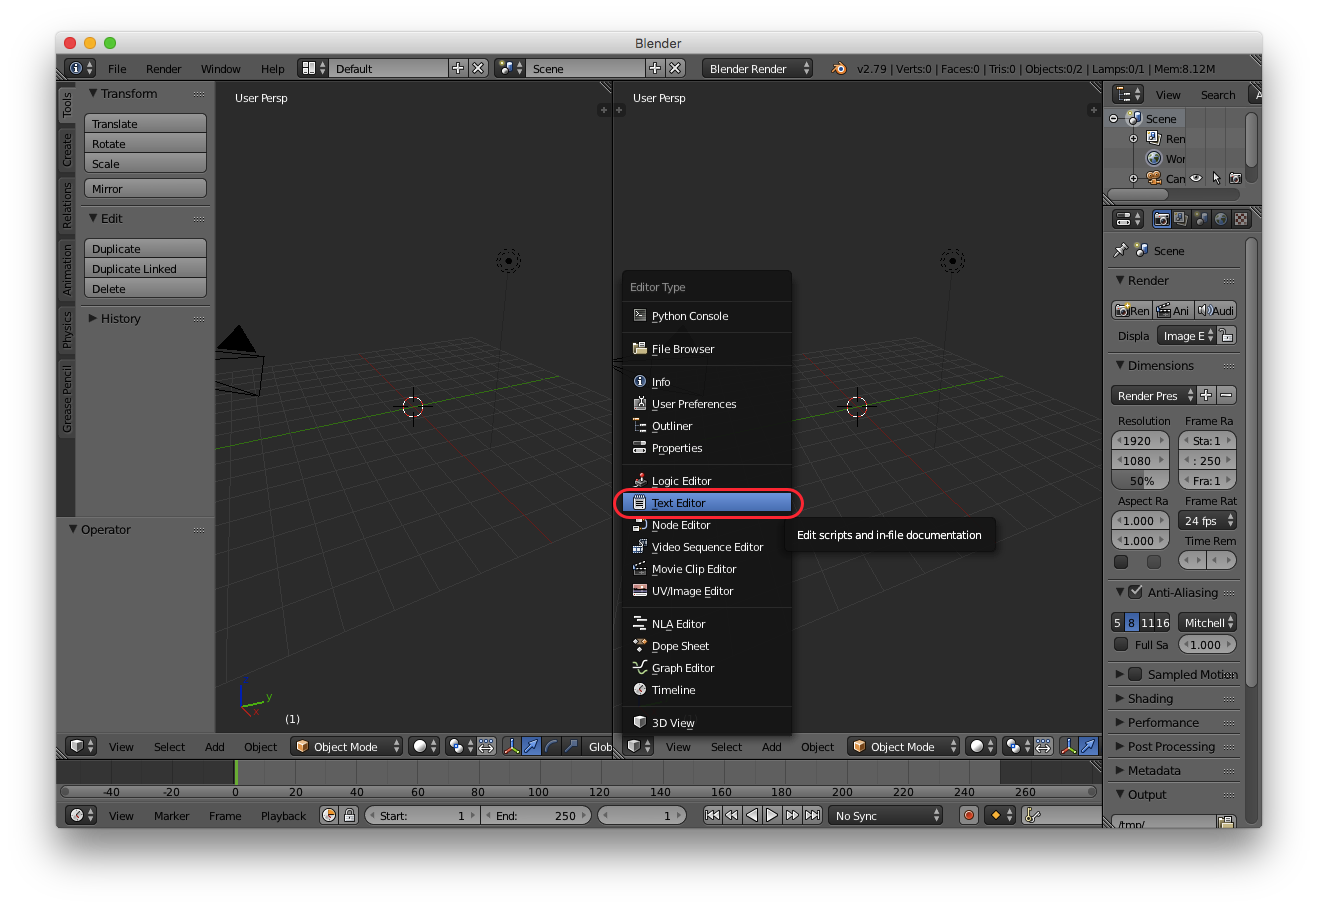 Blender
File Render Window Help Default Scene Blender Render v2.79 | Verts:0 | Faces:0 | Tris:0 | Objects:0/2 | Lamps:0/1 | Mem:8.12M
Tools
Create
Relations
Animation
Physics
Grease Pencil
Transform
Translate
Rotate
Scale
Mirror
Edit
Duplicate
Duplicate Linked
Delete
History
Operator
User Persp
z
y
x
(1)
User Persp
Editor Type
Python Console
File Browser
Info
User Preferences
Outliner
Properties
Logic Editor
Text Editor
Node Editor
Video Sequence Editor
Movie Clip Editor
UV/Image Editor
NLA Editor
Dope Sheet
Graph Editor
Timeline
3D View
Edit scripts and in-file documentation
View Select Add Object Object Mode Glob
View Select Add Object Object Mode
View Search A
Scene
Ren
Wor
Can
Scene
Render
Ren Ani Audi
Displa Image E
Dimensions
Render Pres
Resolution Frame Ra
1920 Sta: 1
1080 : 250
50% Fra: 1
Aspect Ra Frame Rat
1.000 24 fps
1.000 Time Rem
Anti-Aliasing
5 8 11 16 Mitchell
Full Sa 1.000
Sampled Motion
Shading
Performance
Post Processing
Metadata
Output
/tmp/
-40 -20 0 20 40 60 80 100 120 140 160 180 200 220 240 260
View Marker Frame Playback Start: 1 End: 250 1 No Sync